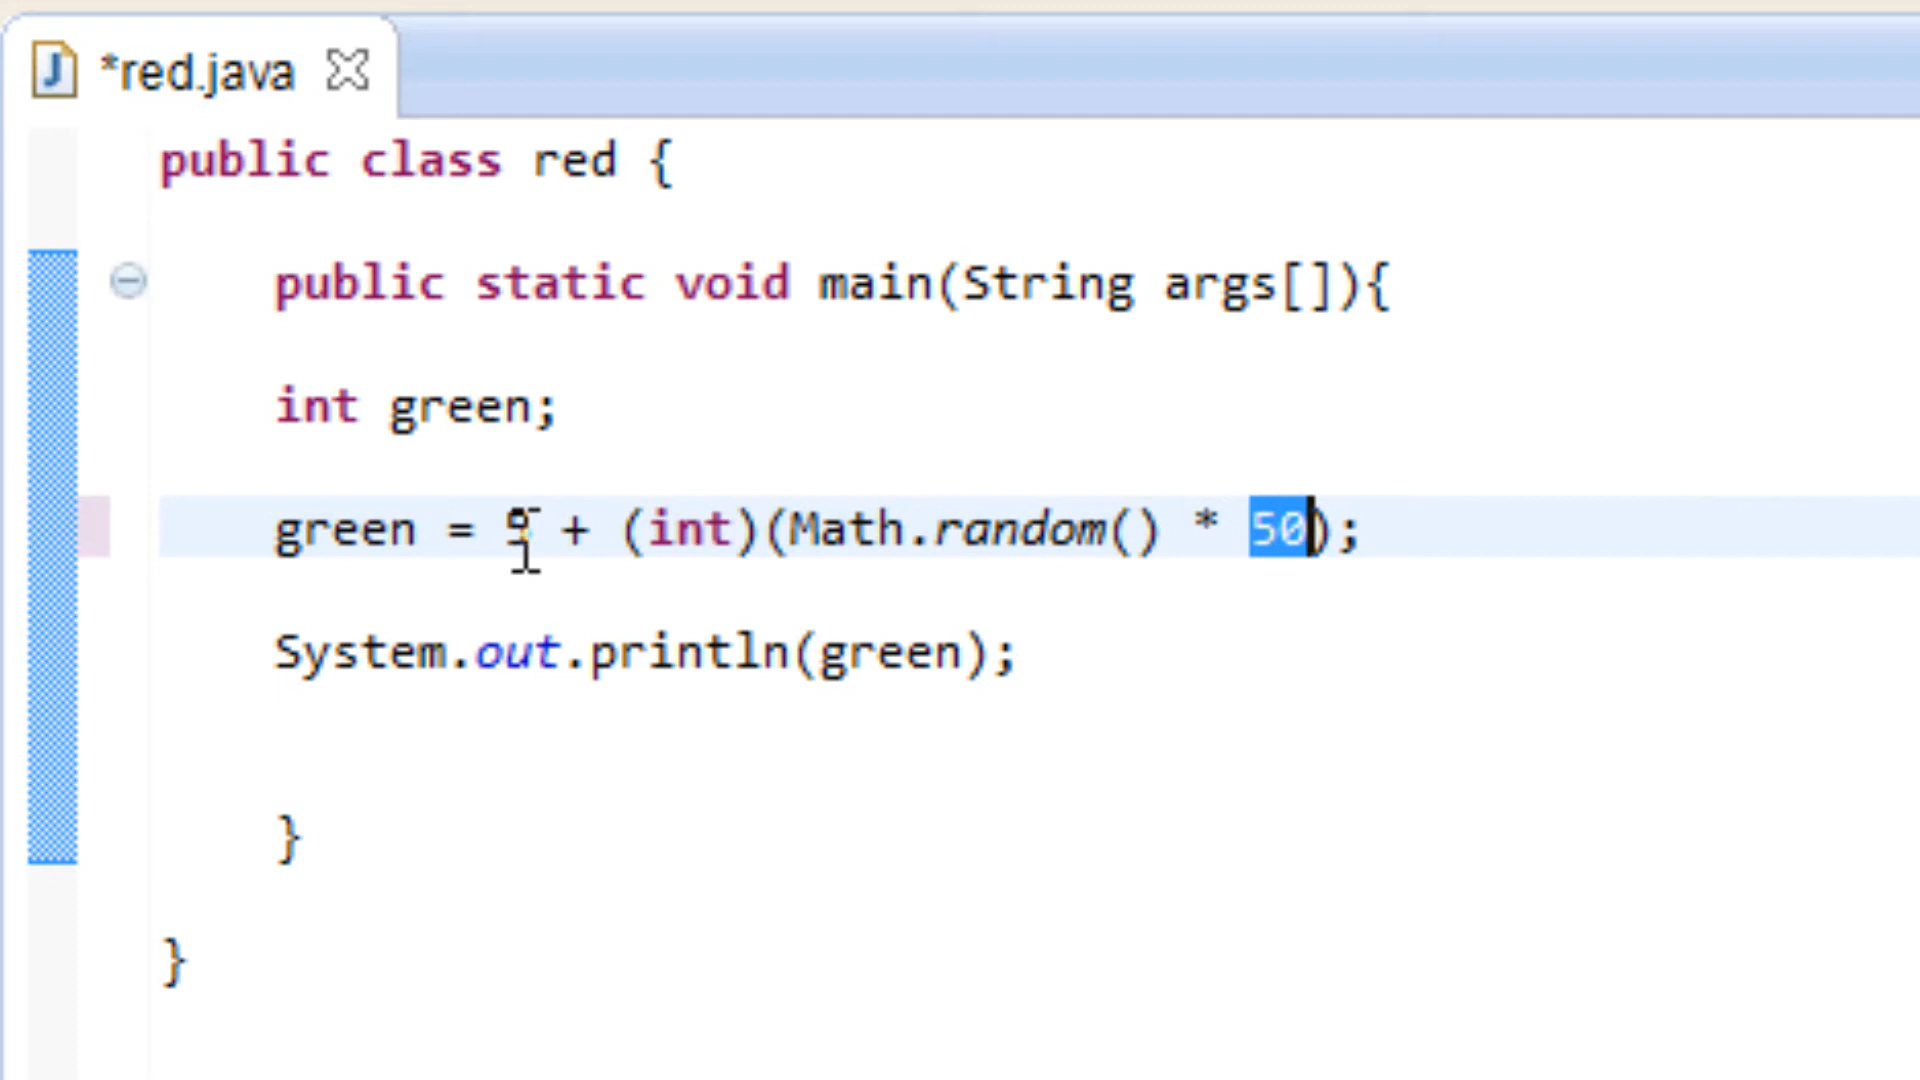 *red.java
public class red {
public static void main(String args[]){
int green;
green = + (int)(Math.random() * 50);
System.out.println(green);
}
}